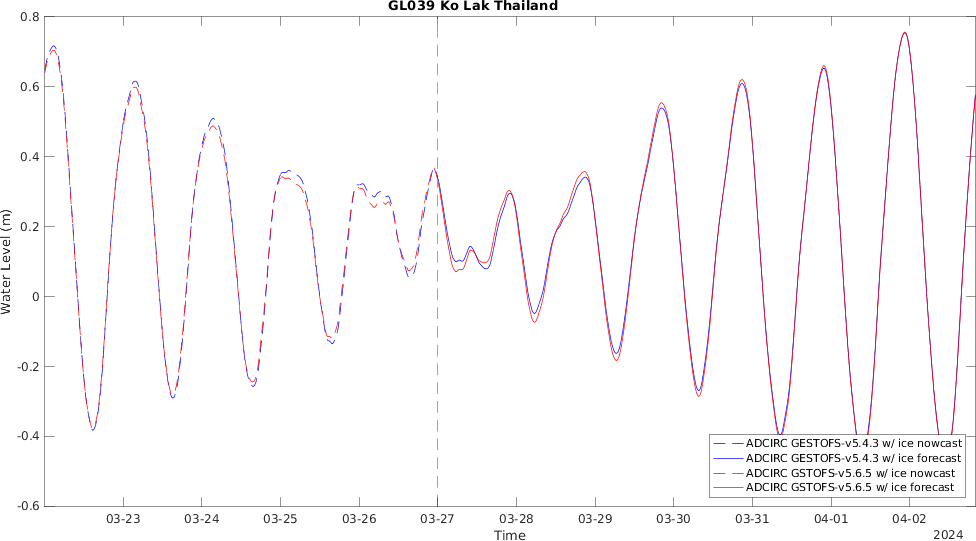 GL039 Ko Lak Thailand
0.8
0.6
0.4
0.2
0
-0.2
-0.4
-0.6
Water Level (m)
ADCIRC GESTOFS-v5.4.3 w/ ice nowcast
ADCIRC GESTOFS-v5.4.3 w/ ice forecast
ADCIRC GSTOFS-v5.6.5 w/ ice nowcast
ADCIRC GSTOFS-v5.6.5 w/ ice forecast
03-23 03-24 03-25 03-26 03-27 03-28 03-29 03-30 03-31 04-01 04-02
Time
2024